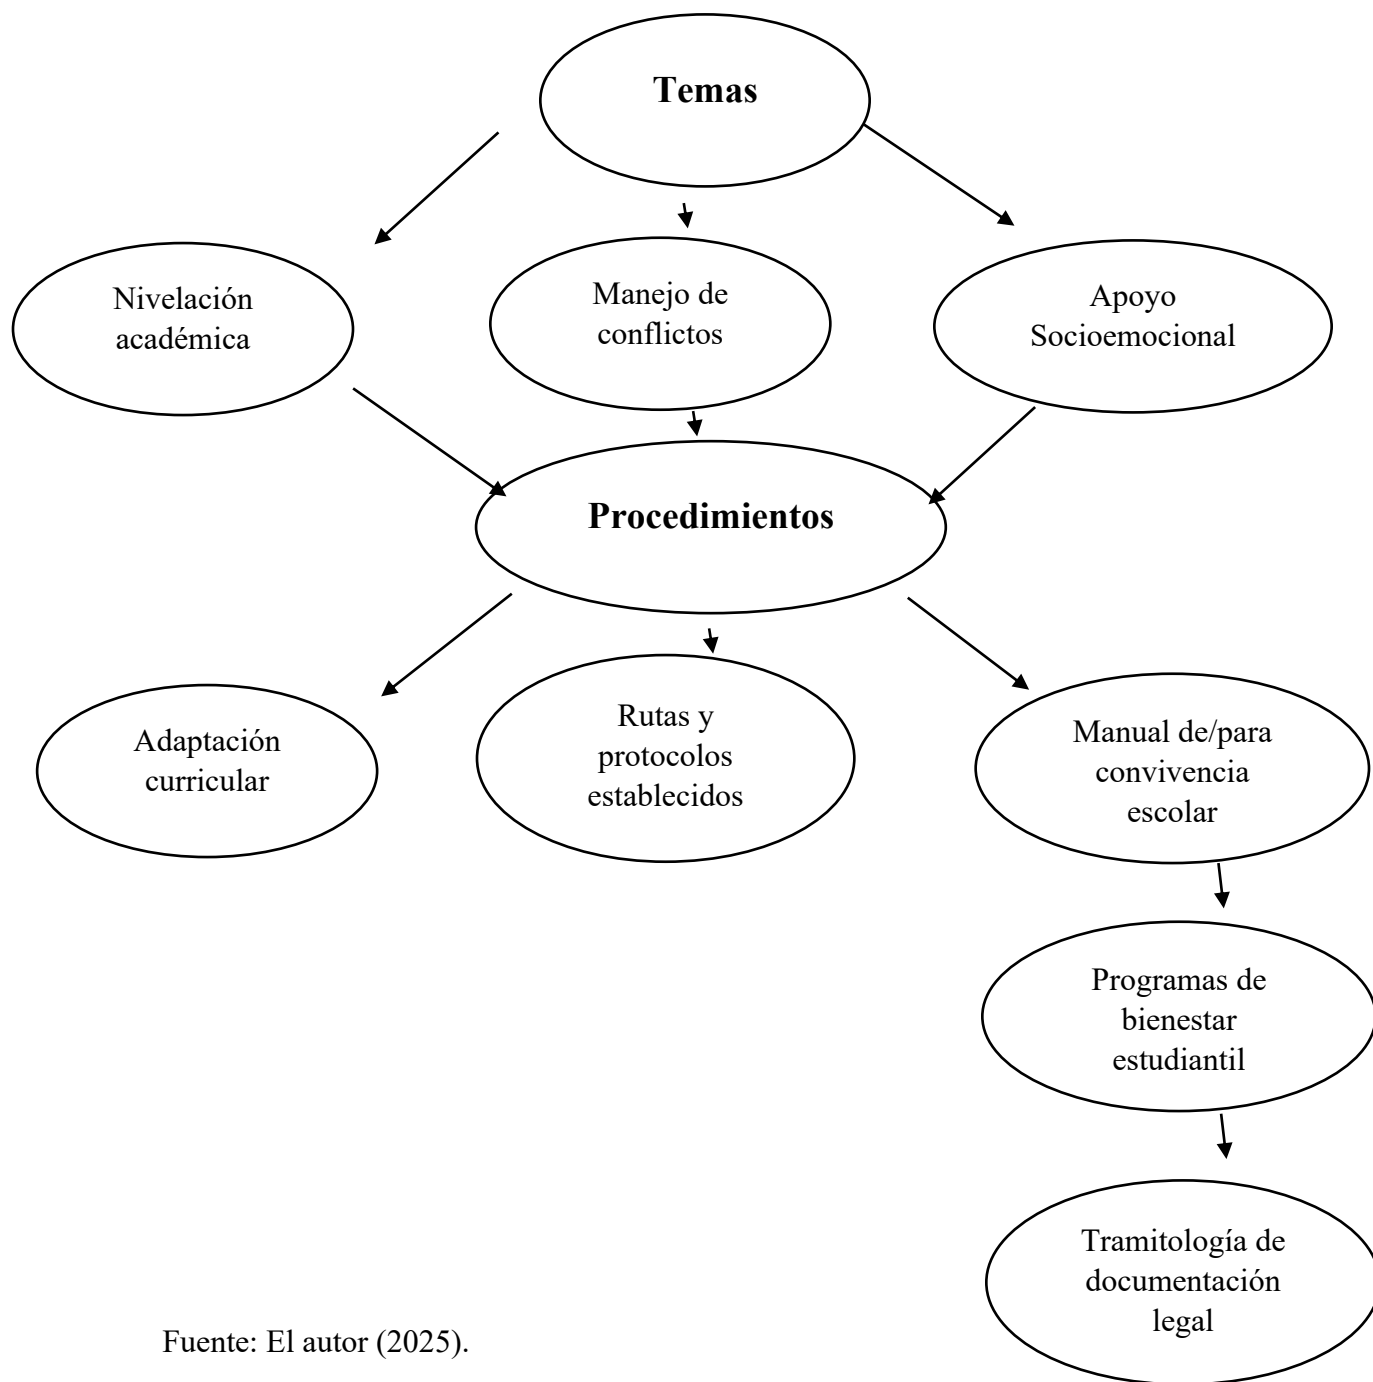 Temas
Nivelación
académica
Manejo de
conflictos
Apoyo
Socioemocional
Procedimientos
Adaptación
curricular
Rutas y
protocolos
establecidos
Manual de/para
convivencia
escolar
Programas de
bienestar
estudiantil
Tramitología de
documentación
legal
Fuente: El autor (2025).